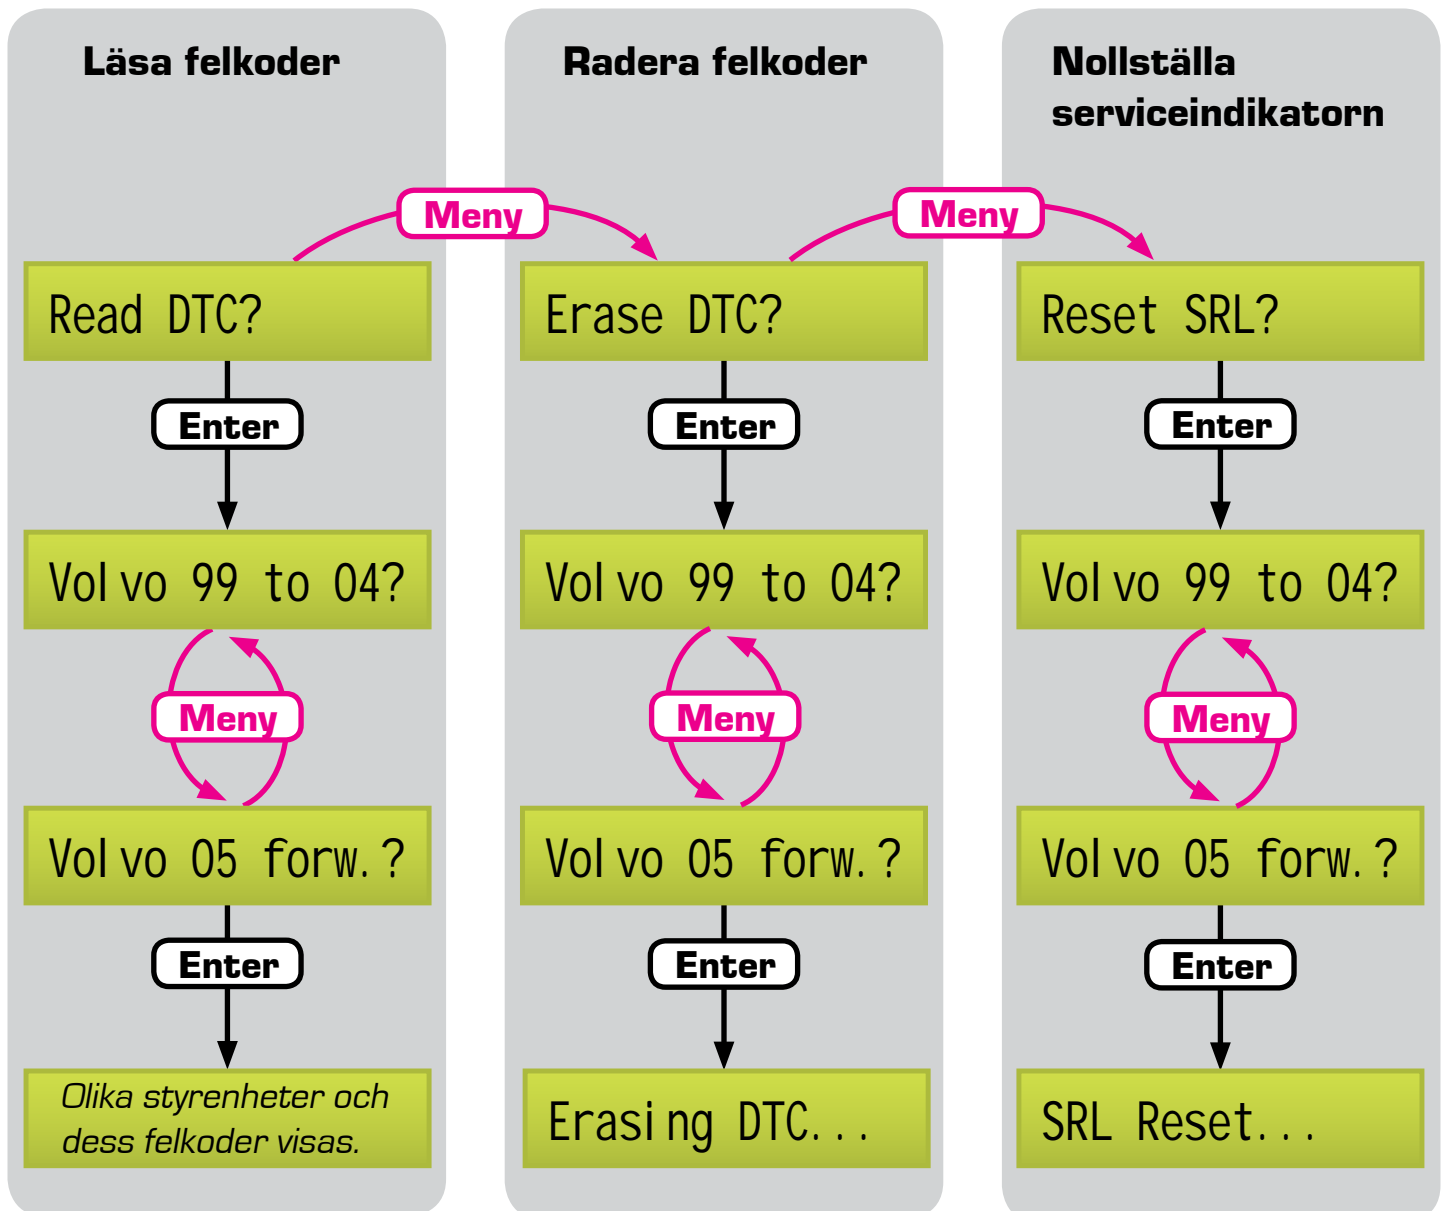 Läsa felkoder
Meny
Read DTC?
Enter
Volvo 99 to 04?
Meny
Volvo 05 forw.?
Enter
Olika styrenheter och
dess felkoder visas.
Radera felkoder
Meny
Erase DTC?
Enter
Volvo 99 to 04?
Meny
Volvo 05 forw.?
Enter
Erasing DTC...
Nollställa
serviceindikatorn
Reset SRL?
Enter
Volvo 99 to 04?
Meny
Volvo 05 forw.?
Enter
SRL Reset...